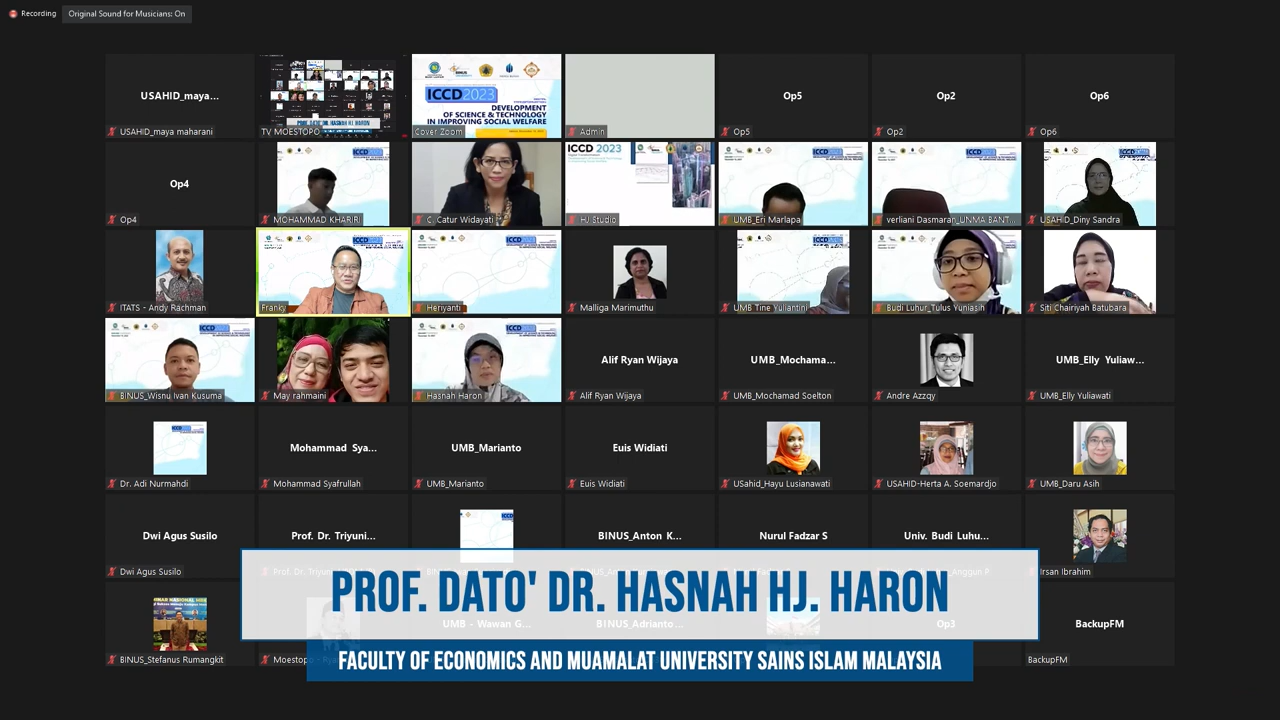 Recording
Original Sound for Musicians: On
USAHID_maya...
USAHID_maya maharani
TV MOESTOPO
ICCD2023
DEVELOPMENT
OF SCIENCE & TECHNOLOGY
IN IMPROVING SOCIAL WELFARE
Cover Zoom
Admin
Op5
Op5
Op2
Op2
Op6
Op6
Op4
Op4
MOHAMMAD KHARIRI
C. Catur Widayati
ICCD 2023
HJ Studio
UMB_Eri Marlapa
verliani Dasmaran_UNMA BANT...
USAHID_Diny Sandra
ITATS - Andy Rachman
Franky
Heriyanti
Malliga Marimuthu
UMB Tine Yuliantini
Budi Luhur_Tulus Yuniasih
Siti Chairiyah Batubara
BINUS_Wisnu Ivan Kusuma
May rahmaini
Hasnah Haron
Alif Ryan Wijaya
Alif Ryan Wijaya
UMB_Mochama...
UMB_Mochamad Soelton
Andre Azzqy
UMB_Elly Yuliaw...
UMB_Elly Yuliawati
Dr. Adi Nurmahdi
Mohammad Sya...
Mohammad Syafrullah
UMB_Marianto
UMB_Marianto
Euis Widiati
Euis Widiati
USahid_Hayu Lusianawati
USAHID-Herta A. Soemardjo
UMB_Daru Asih
Dwi Agus Susilo
Dwi Agus Susilo
Prof. Dr. Triyuni...
BINUS_Anton K...
Nurul Fadzar S
Univ. Budi Luhu...
Irsan Ibrahim
BINUS_Stefanus Rumangkit
UMB - Wawan G...
BINUS_Adrianto...
Op3
BackupFM
BackupFM
PROF. DATO' DR. HASNAH HJ. HARON
FACULTY OF ECONOMICS AND MUAMALAT UNIVERSITY SAINS ISLAM MALAYSIA